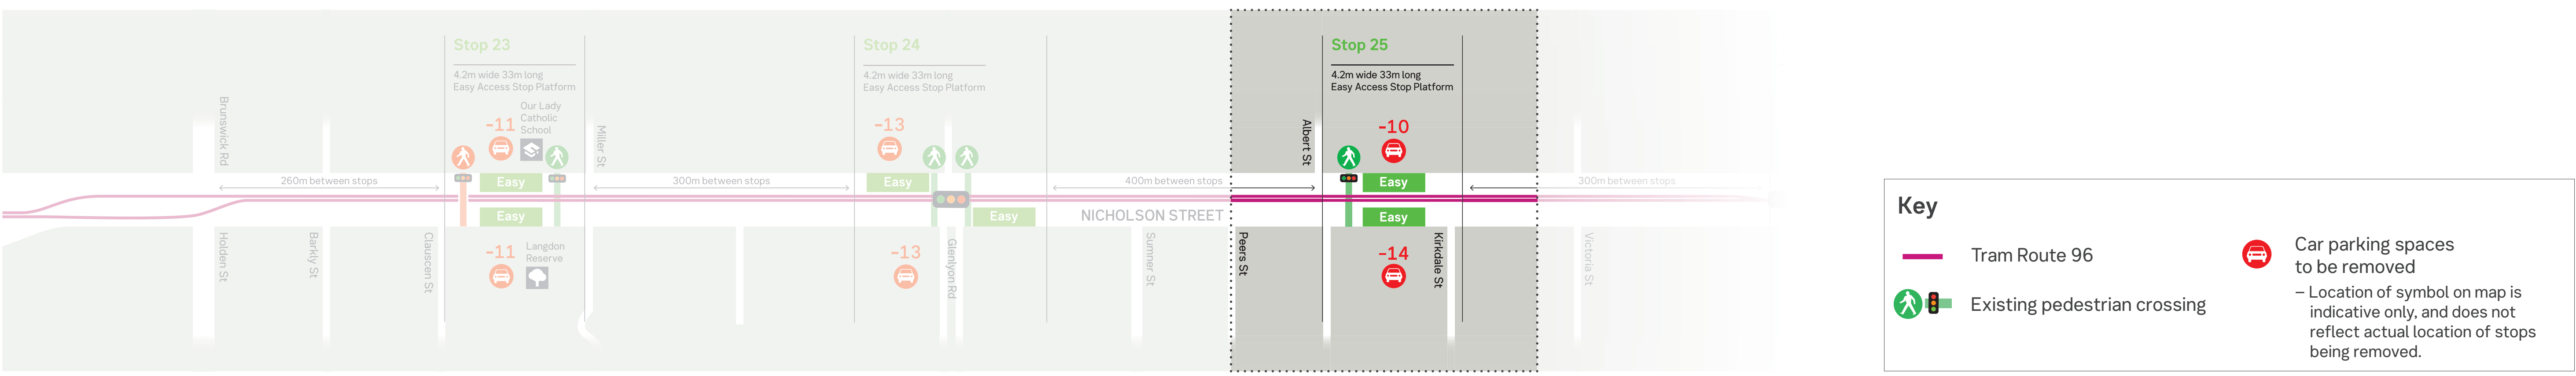 Stop 23
4.2m wide 33m long
Easy Access Stop Platform
Brunswick Rd
-11
Our Lady
Catholic
School
Miller St
260m between stops
Easy
Easy
Holden St
Barkly St
Clauscen St
-11
Langdon
Reserve
300m between stops
Stop 24
4.2m wide 33m long
Easy Access Stop Platform
-13
Easy
Easy
-13
Glenlyon Rd
400m between stops
NICHOLSON STREET
Sumner St
Stop 25
4.2m wide 33m long
Easy Access Stop Platform
Albert St
-10
Easy
Easy
Peers St
-14
Kirkdale St
300m between stops
Victoria St
Key
Tram Route 96
Existing pedestrian crossing
Car parking spaces
to be removed
– Location of symbol on map is
indicative only, and does not
reflect actual location of stops
being removed.